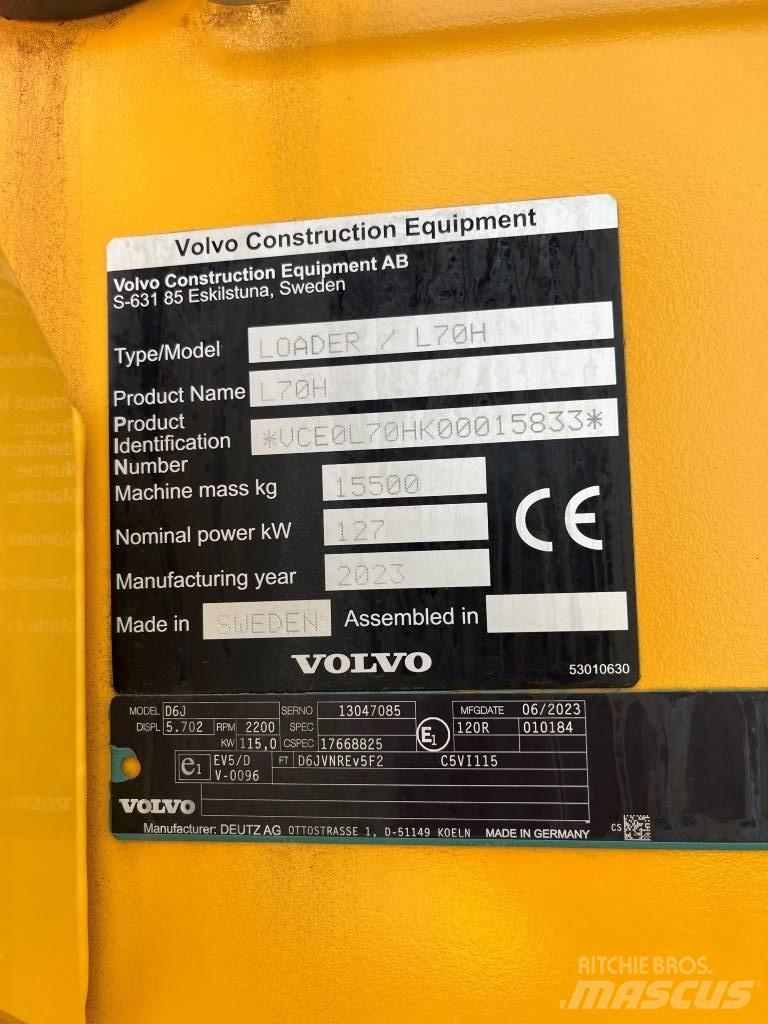 Volvo Construction Equipment
Volvo Construction Equipment AB
S-631 85 Eskilstuna, Sweden
Type/Model LOADER / L70H
Product Name L70H
Product
Identification *VCE0L70HK00015833*
Number
Machine mass kg 15500
Nominal power kW 127
CE
Manufacturing year 2023
Made in SWEDEN Assembled in
VOLVO 53010630
MODEL D6J SERNO 13047085 MFGDATE 06/2023
DISPL 5.702 RPM 2200 SPEC E1 120R 010184
KW 115,0 CSPEC 17668825
e1 EV5/D FT D6JVNREv5F2 C5VI115
V-0096
VOLVO
Manufacturer: DEUTZ AG OTTOSTRASSE 1, D-51149 KOELN MADE IN GERMANY CS
RITCHIE BROS.
MASCUS